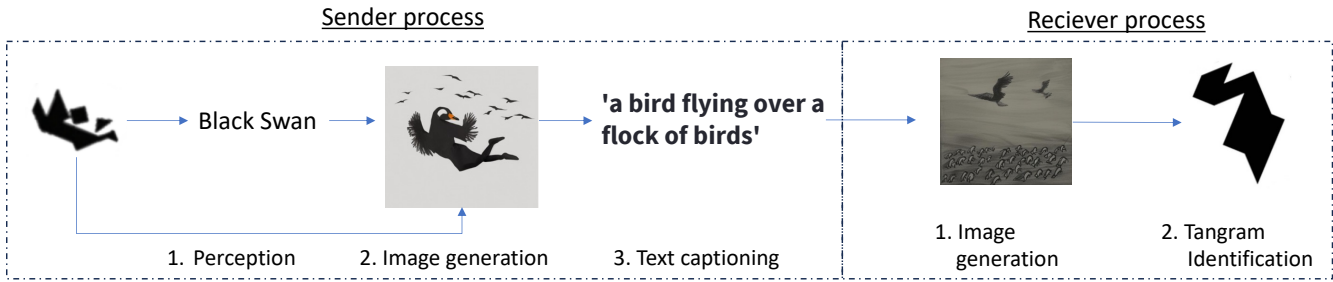 Sender process
Reciever process
Black Swan
'a bird flying over a
flock of birds'
1. Perception
2. Image generation
3. Text captioning
1. Image
generation
2. Tangram
Identification